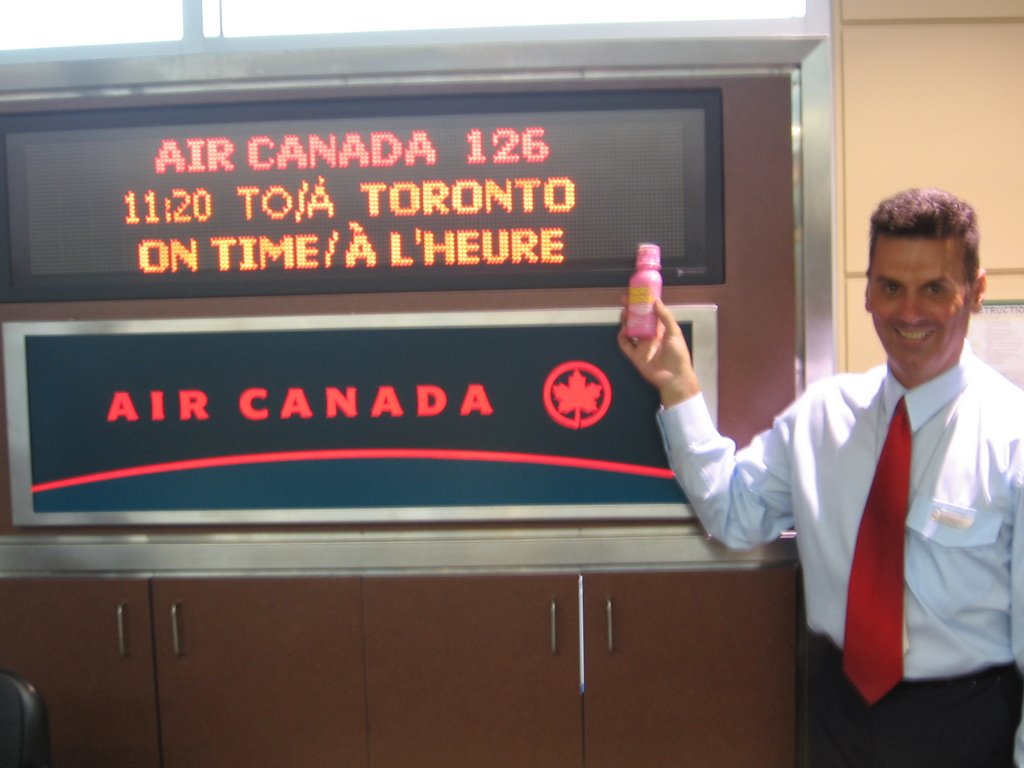 AIR CANADA 126
11:20 TO/À TORONTO
ON TIME/À L'HEURE
AIR CANADA